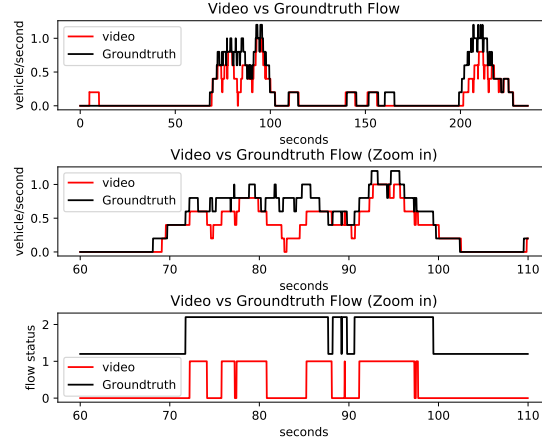 Video vs Groundtruth Flow
vehicle/second
1.0
0.5
0.0
video
Groundtruth
0 50 100 150 200
seconds
Video vs Groundtruth Flow (Zoom in)
vehicle/second
1.0
0.5
0.0
video
Groundtruth
60 70 80 90 100 110
seconds
Video vs Groundtruth Flow (Zoom in)
flow status
2
1
0
video
Groundtruth
60 70 80 90 100 110
seconds